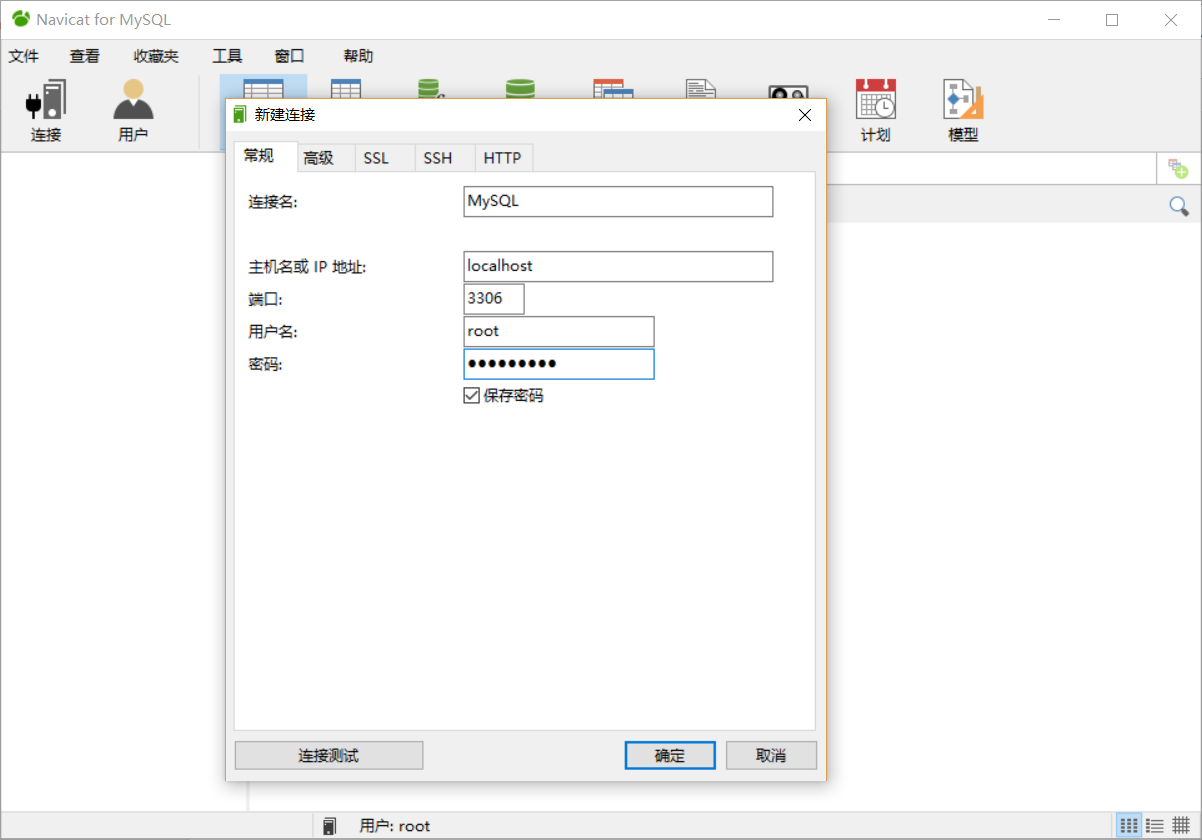 Navicat for MySQL
文件 查看 收藏夹 工具 窗口 帮助
连接 用户 计划 模型
新建连接
常规 高级 SSL SSH HTTP
连接名: MySQL
主机名或 IP 地址: localhost
端口: 3306
用户名: root
密码: ●●●●●●●●●
保存密码
连接测试 确定 取消
用户: root